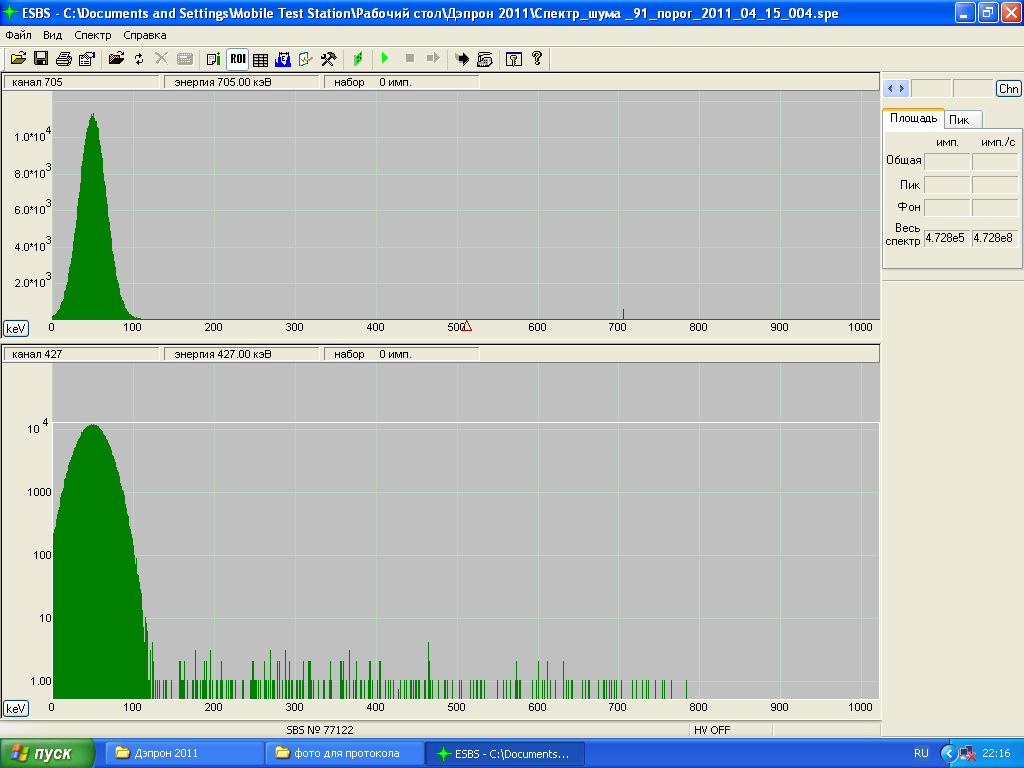 ESBS - C:\Documents and Settings\Mobile Test Station\Рабочий стол\Дэпрон 2011\Спектр_шума _91_порог_2011_04_15_004.spe
Файл Вид Спектр Справка
ROI
канал 705 энергия 705.00 кэВ набор 0 имп.
Chn
1.0*10^4
8.0*10^3
6.0*10^3
4.0*10^3
2.0*10^3
keV 0 100 200 300 400 500 600 700 800 900 1000
Площадь Пик
имп. имп./с
Общая
Пик
Фон
Весь спектр 4.728e5 4.728e8
канал 427 энергия 427.00 кэВ набор 0 имп.
10^4
1000
100
10
1.00
keV 0 100 200 300 400 500 600 700 800 900 1000
SBS № 77122 HV OFF
пуск Дэпрон 2011 фото для протокола ESBS - C:\Documents... RU 22:16